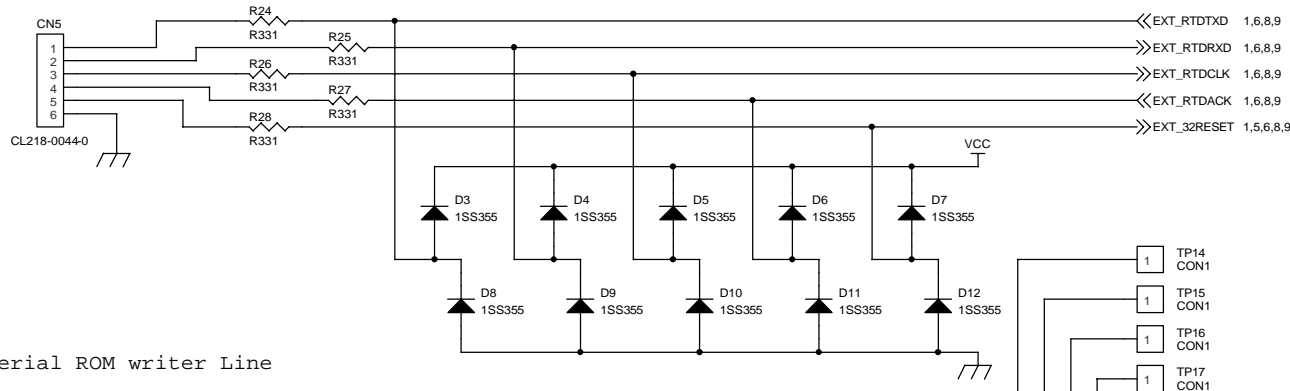 CN5
1
2
3
4
5
6
CL218-0044-0
R24
R331
R25
R331
R26
R331
R27
R331
R28
R331
EXT_RTDTXD 1,6,8,9
EXT_RTDRXD 1,6,8,9
EXT_RTDCLK 1,6,8,9
EXT_RTDACK 1,6,8,9
EXT_32RESET 1,5,6,8,9
VCC
D3
1SS355
D4
1SS355
D5
1SS355
D6
1SS355
D7
1SS355
D8
1SS355
D9
1SS355
D10
1SS355
D11
1SS355
D12
1SS355
1 TP14
CON1
1 TP15
CON1
1 TP16
CON1
1 TP17
CON1
erial ROM writer Line